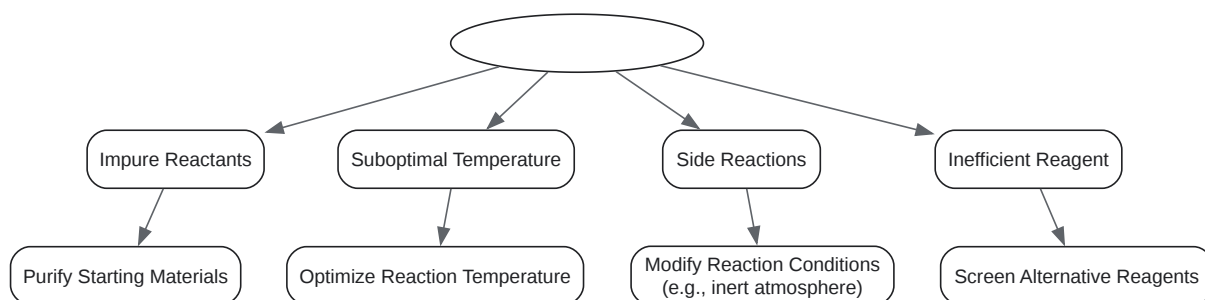 Impure Reactants
Suboptimal Temperature
Side Reactions
Inefficient Reagent
Purify Starting Materials
Optimize Reaction Temperature
Modify Reaction Conditions
(e.g., inert atmosphere)
Screen Alternative Reagents